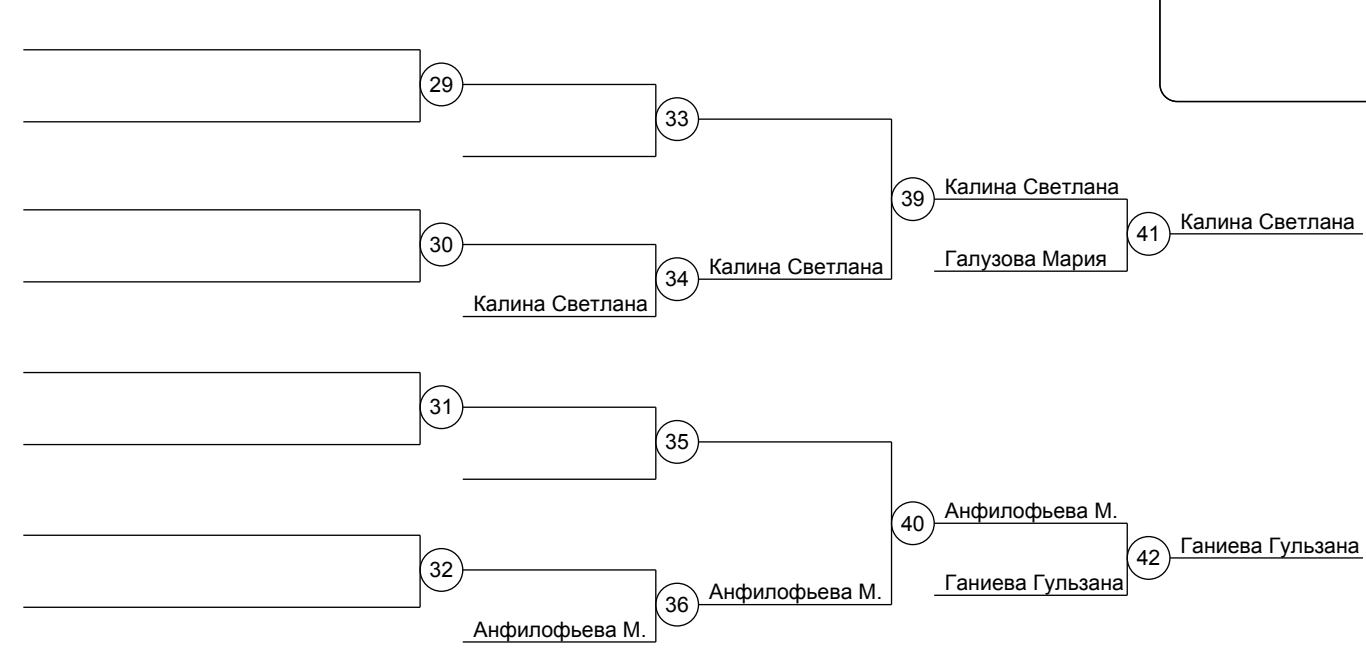 29
33
Калина Светлана
39
Калина Светлана
41
30
Галузова Мария
Калина Светлана
34
Калина Светлана
31
35
Анфилофьева М.
40
Ганиева Гульзана
42
32
Ганиева Гульзана
Анфилофьева М.
36
Анфилофьева М.